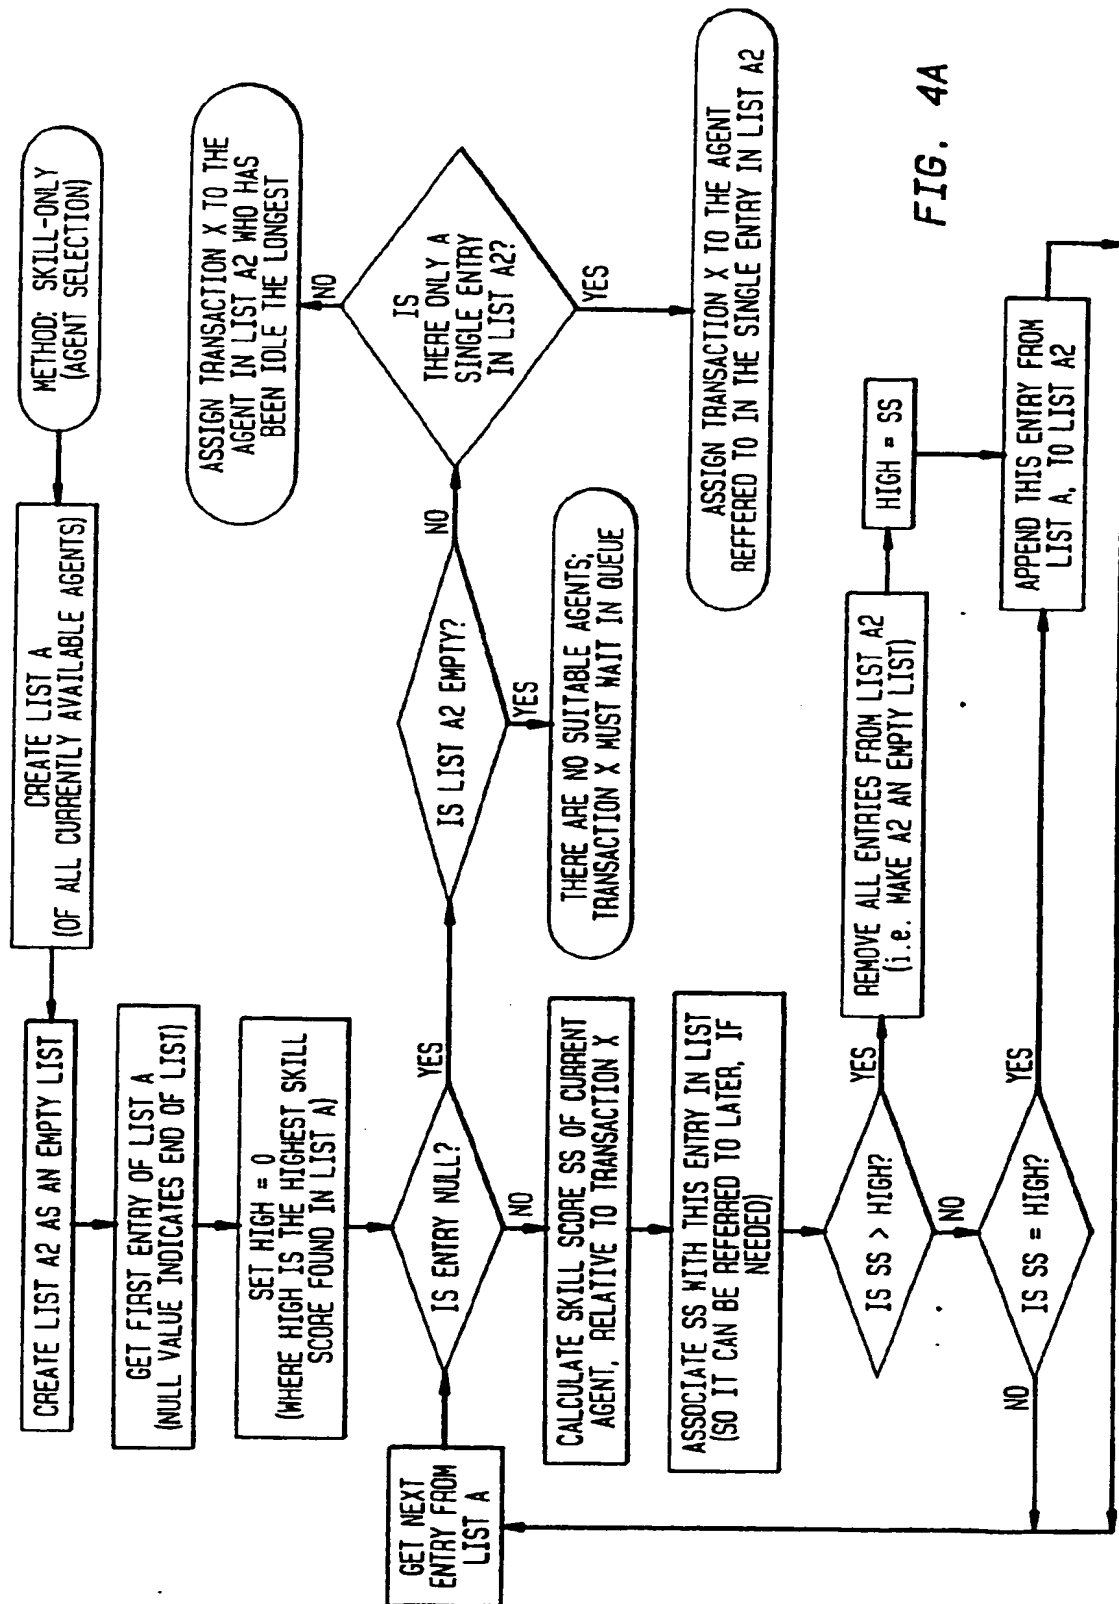 METHOD: SKILL-ONLY
(AGENT SELECTION)
CREATE LIST A
(OF ALL CURRENTLY AVAILABLE AGENTS)
CREATE LIST A2 AS AN EMPTY LIST
GET FIRST ENTRY OF LIST A
(NULL VALUE INDICATES END OF LIST)
SET HIGH = 0
(WHERE HIGH IS THE HIGHEST SKILL
SCORE FOUND IN LIST A)
GET NEXT
ENTRY FROM
LIST A
IS ENTRY NULL?
YES
NO
IS LIST A2 EMPTY?
NO
YES
IS
THERE ONLY A
SINGLE ENTRY
IN LIST A2?
NO
YES
ASSIGN TRANSACTION X TO THE
AGENT IN LIST A2 WHO HAS
BEEN IDLE THE LONGEST
THERE ARE NO SUITABLE AGENTS;
TRANSACTION X MUST WAIT IN QUEUE
ASSIGN TRANSACTION X TO THE AGENT
REFFERED TO IN THE SINGLE ENTRY IN LIST A2
CALCULATE SKILL SCORE SS OF CURRENT
AGENT, RELATIVE TO TRANSACTION X
ASSOCIATE SS WITH THIS ENTRY IN LIST
(SO IT CAN BE REFERRED TO LATER, IF
NEEDED)
IS SS > HIGH?
YES
NO
REMOVE ALL ENTRIES FROM LIST A2
(i.e. MAKE A2 AN EMPTY LIST)
HIGH = SS
IS SS = HIGH?
YES
NO
APPEND THIS ENTRY FROM
LIST A, TO LIST A2
FIG. 4A